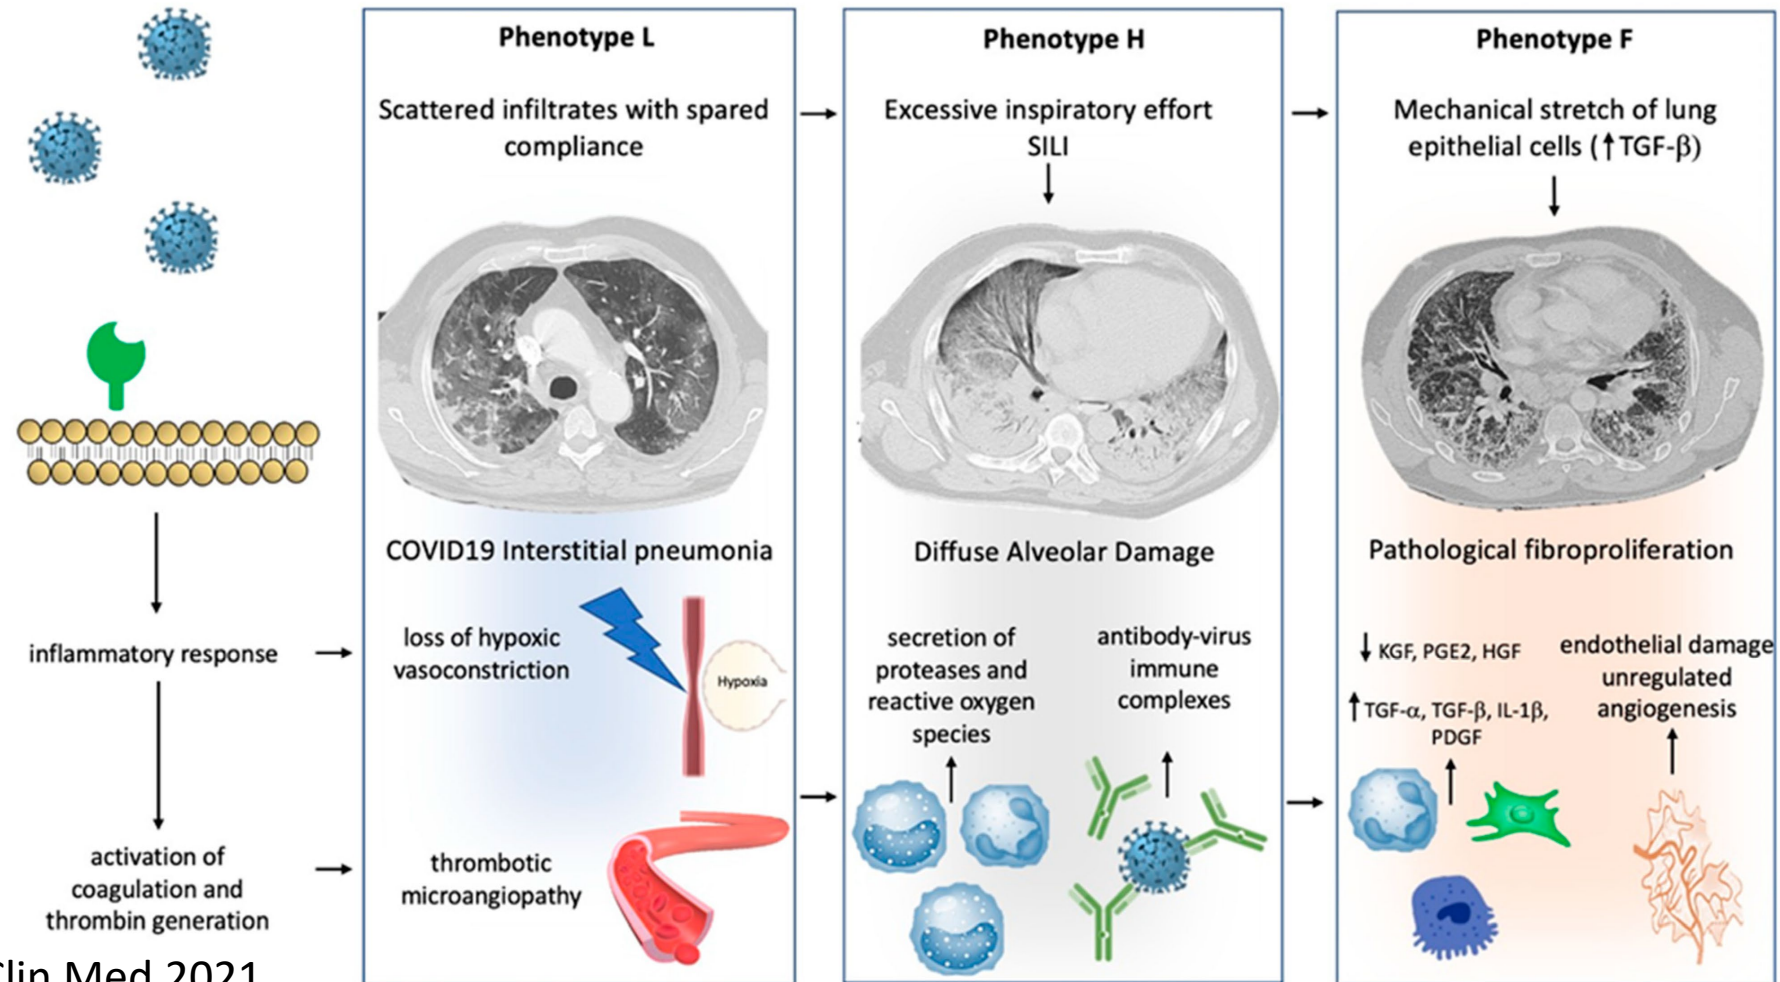 inflammatory response
activation of
coagulation and
thrombin generation
Clin Med 2021
Phenotype L
Scattered infiltrates with spared
compliance
COVID19 Interstitial pneumonia
loss of hypoxic
vasoconstriction
Hypoxia
thrombotic
microangiopathy
Phenotype H
Excessive inspiratory effort
SILI
Diffuse Alveolar Damage
secretion of
proteases and
reactive oxygen
species
antibody-virus
immune
complexes
Phenotype F
Mechanical stretch of lung
epithelial cells (↑TGF-β)
Pathological fibroproliferation
↓ KGF, PGE2, HGF
↑ TGF-α, TGF-β, IL-1β,
PDGF
endothelial damage
unregulated
angiogenesis